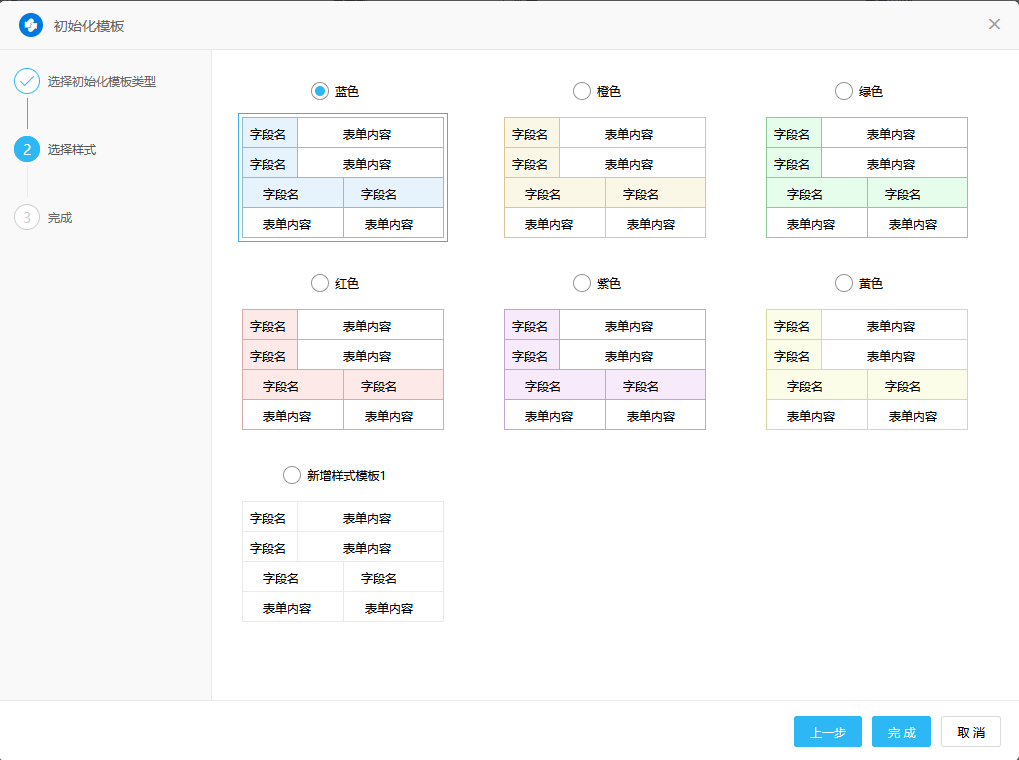 初始化模板
选择初始化模板类型
2 选择样式
3 完成
蓝色 橙色 绿色
字段名 表单内容 字段名 表单内容 字段名 表单内容
字段名 表单内容 字段名 表单内容 字段名 表单内容
字段名 字段名 字段名 字段名 字段名 字段名
表单内容 表单内容 表单内容 表单内容 表单内容 表单内容
红色 紫色 黄色
字段名 表单内容 字段名 表单内容 字段名 表单内容
字段名 表单内容 字段名 表单内容 字段名 表单内容
字段名 字段名 字段名 字段名 字段名 字段名
表单内容 表单内容 表单内容 表单内容 表单内容 表单内容
新增样式模板1
字段名 表单内容
字段名 表单内容
字段名 字段名
表单内容 表单内容
上一步 完成 取消